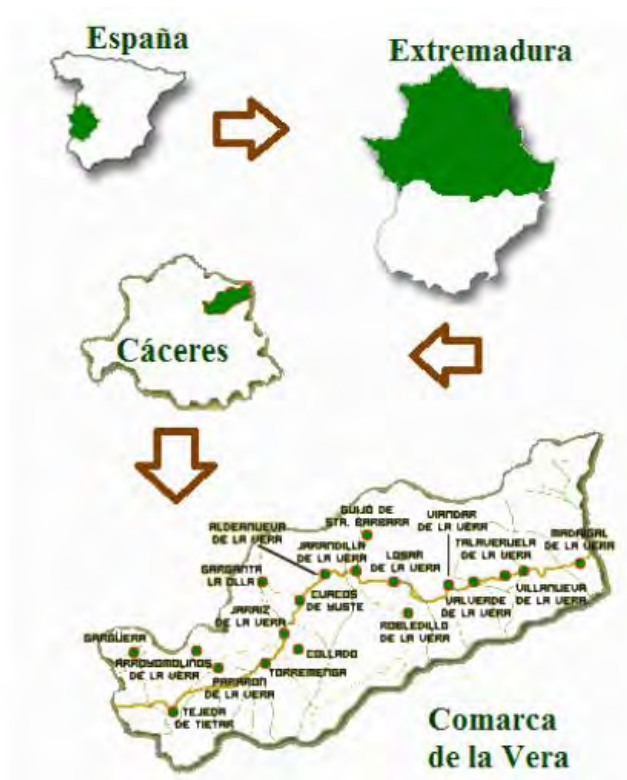 España
Extremadura
Cáceres
GUIJO DE
STA. BARBARA
VIANDAR
DE LA VERA
ALDEANUEVA
DE LA VERA
JARANDILLA
DE LA VERA
LOSAR
DE LA VERA
TALAVERUELA
DE LA VERA
MADRIGAL
DE LA VERA
GARGANTA
LA OLLA
CUACOS
DE YUSTE
VALVERDE
DE LA VERA
VILLANUEVA
DE LA VERA
JARAIZ
DE LA VERA
ROBLEDILLO
DE LA VERA
GARGUERA
ARROYOMOLINOS
DE LA VERA
COLLADO
PASARON
DE LA VERA
TORREMENGA
TEJEDA
DE TIETAR
Comarca
de la Vera